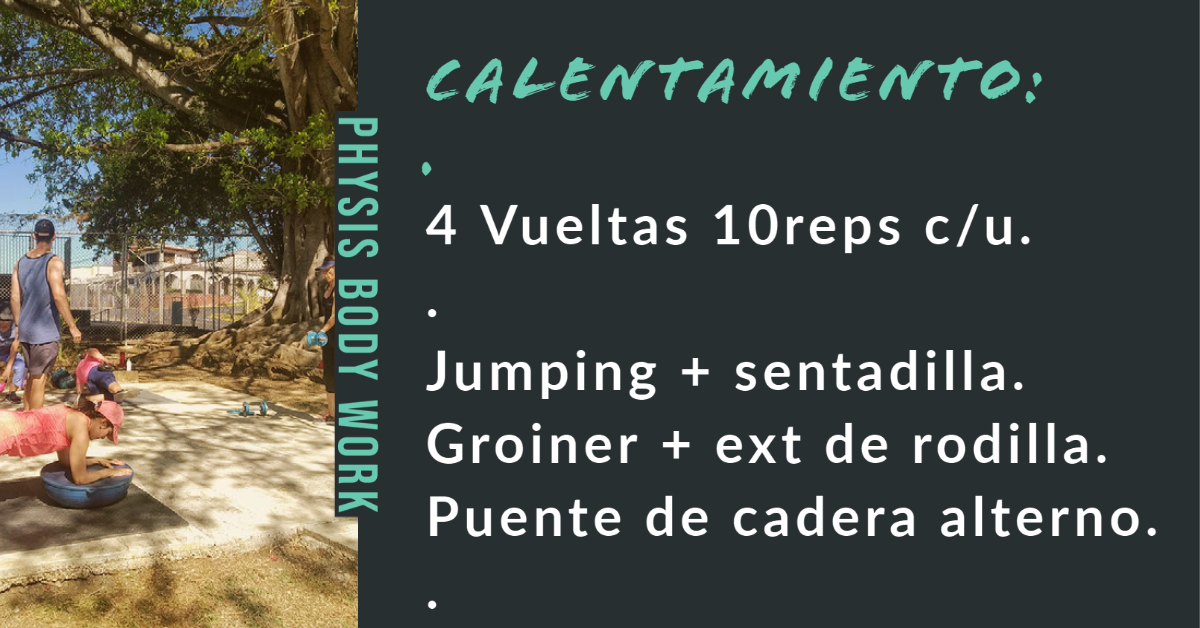 CALENTAMIENTO:
.
4 Vueltas 10reps c/u.
.
Jumping + sentadilla.
Groiner + ext de rodilla.
Puente de cadera alterno.
.
PHYSIS BODY WORK